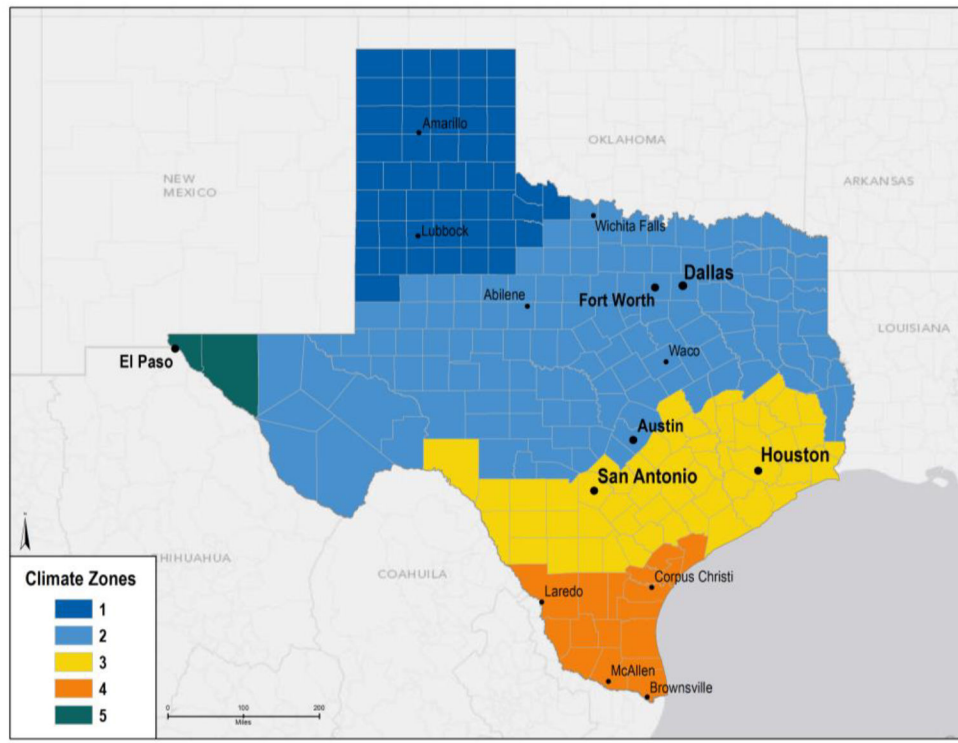 Amarillo
OKLAHOMA
NEW
MEXICO
ARKANSAS
Lubbock
Wichita Falls
Dallas
Abilene
Fort Worth
LOUISIANA
El Paso
Waco
Austin
Houston
San Antonio
CHIHUAHUA
COAHUILA
Corpus Christi
Laredo
McAllen
Brownsville
Climate Zones
1
2
3
4
5
0 100 200
Miles